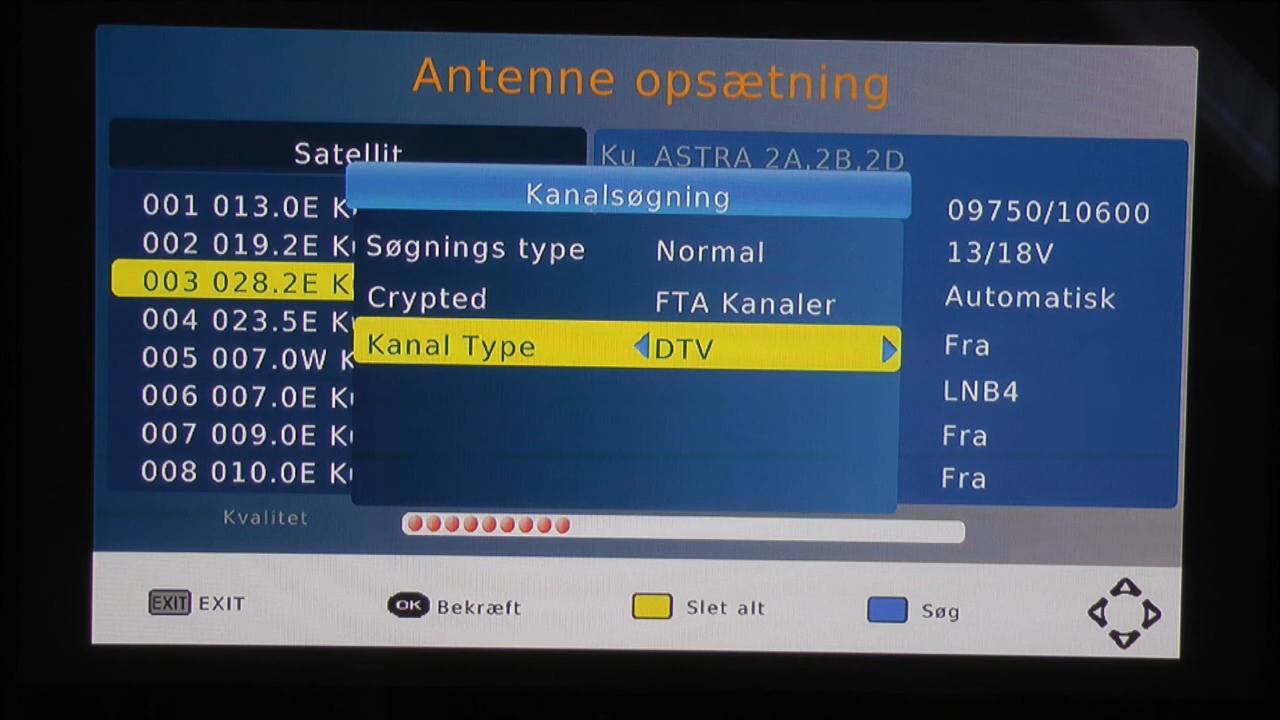 Antenne opsætning
Satellit
Ku ASTRA 2A,2B,2D
Kanalsøgning
001 013.0E
002 019.2E
003 028.2E
004 023.5E
005 007.0W
006 007.0E
007 009.0E
008 010.0E
Søgnings type Normal
Crypted FTA Kanaler
Kanal Type DTV
09750/10600
13/18V
Automatisk
Fra
LNB4
Fra
Fra
Kvalitet
EXIT EXIT
OK Bekræft
Slet alt
Søg